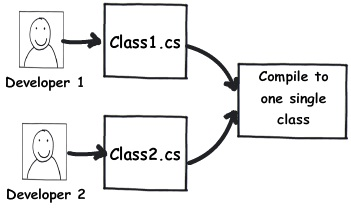 Developer 1
Class1.cs
Compile to
one single
class
Developer 2
Class2.cs